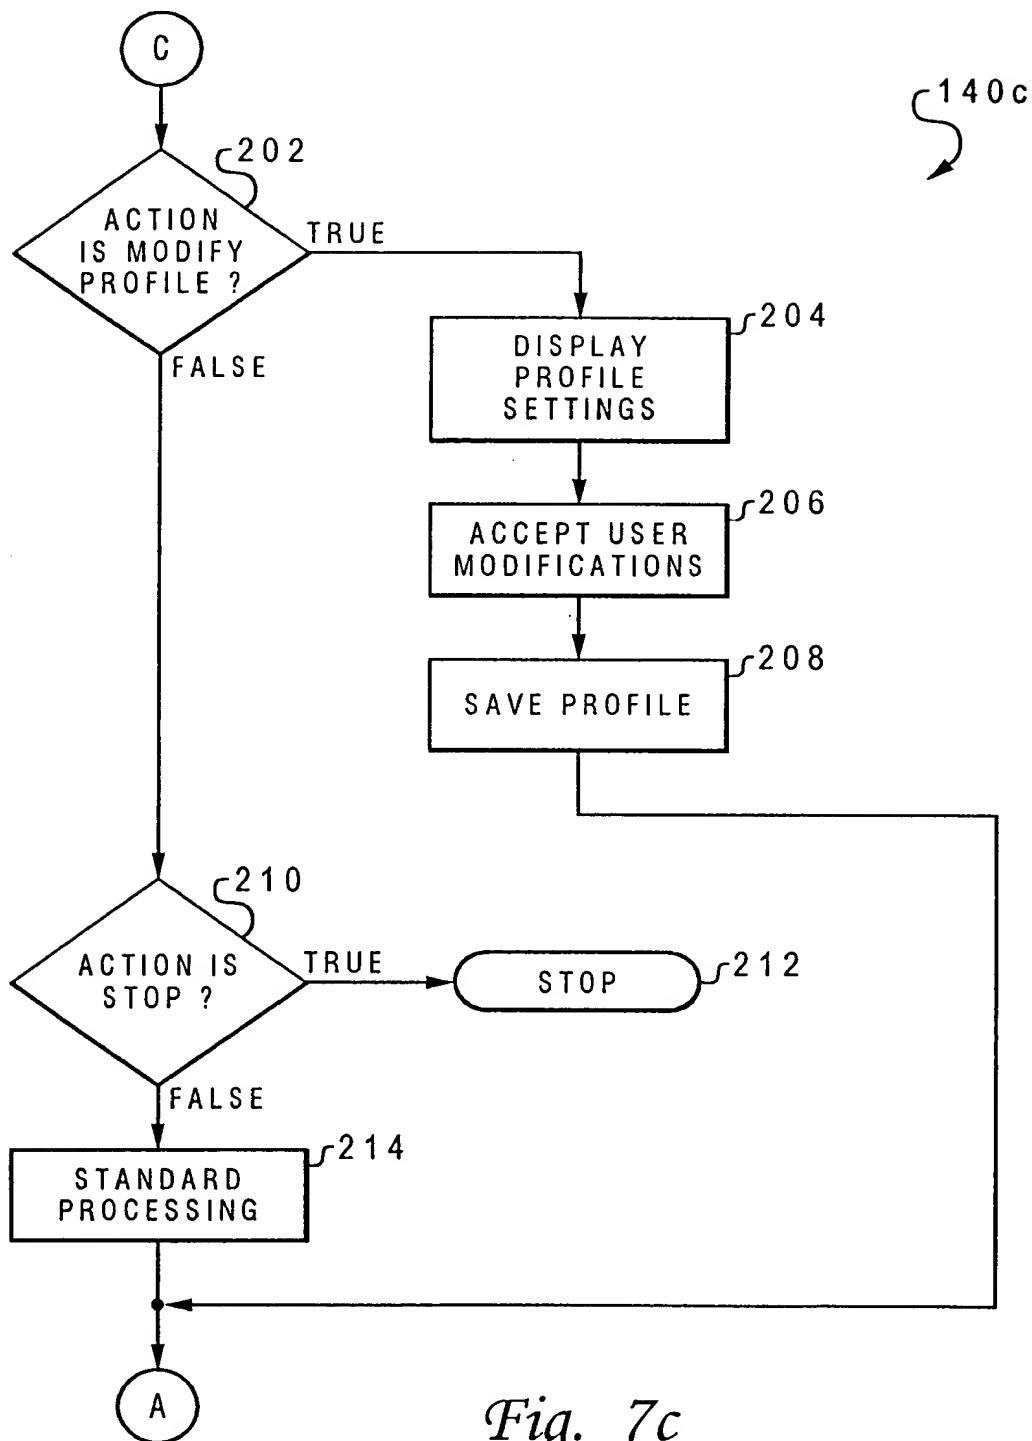 C
140c
202
ACTION
IS MODIFY
PROFILE ?
TRUE
FALSE
204
DISPLAY
PROFILE
SETTINGS
206
ACCEPT USER
MODIFICATIONS
208
SAVE PROFILE
210
ACTION IS
STOP ?
TRUE
STOP
212
FALSE
214
STANDARD
PROCESSING
A
Fig. 7c